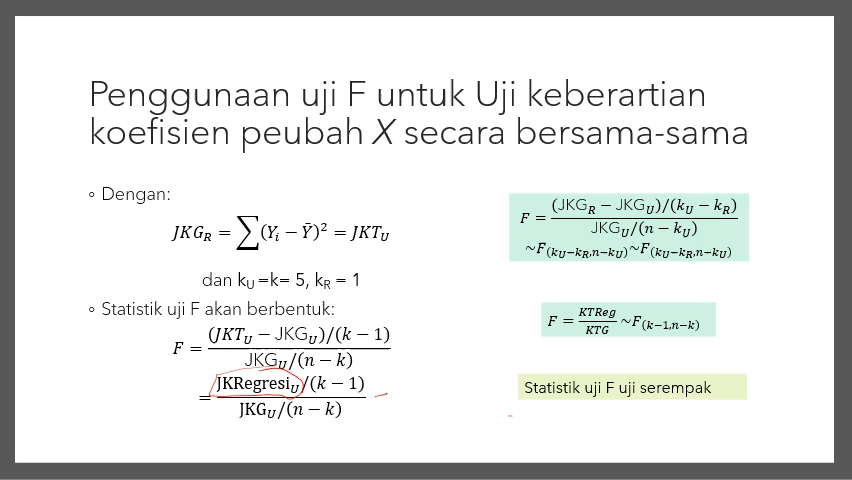 Penggunaan uji F untuk Uji keberartian
koefisien peubah X secara bersama-sama
◦ Dengan:
JKG_R = ∑(Y_i − Ȳ)² = JKT_U
dan k_U =k= 5, k_R = 1
◦ Statistik uji F akan berbentuk:
F = (JKT_U − JKG_U)/(k − 1) / JKG_U/(n − k)
= JKRegresi_U/(k − 1) / JKG_U/(n − k)
F = (JKG_R − JKG_U)/(k_U − k_R) / JKG_U/(n − k_U)
~F_(k_U−k_R,n−k_U)~F_(k_U−k_R,n−k_U)
F = KTReg / KTG ~F_(k−1,n−k)
Statistik uji F uji serempak